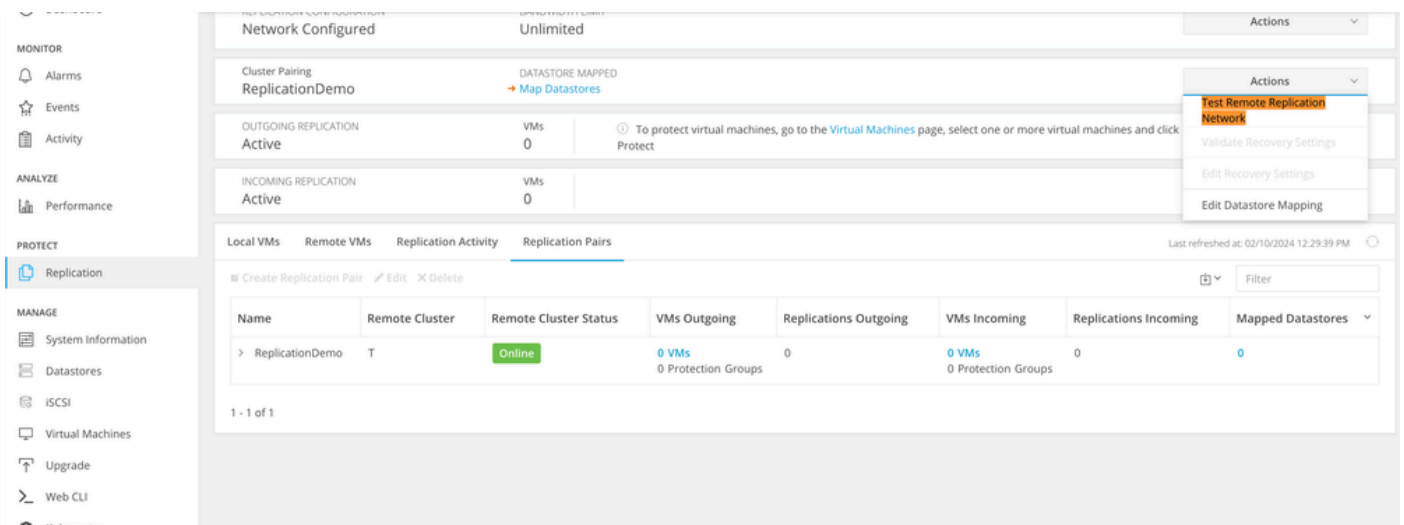 Network Configured
Unlimited
Actions
MONITOR
Alarms
Events
Activity
ANALYZE
Performance
PROTECT
Replication
MANAGE
System Information
Datastores
iSCSI
Virtual Machines
Upgrade
Web CLI
Cluster Pairing
ReplicationDemo
DATASTORE MAPPED
Map Datastores
Actions
Test Remote Replication
Network
Validate Recovery Settings
Edit Recovery Settings
Edit Datastore Mapping
OUTGOING REPLICATION
Active
VMs
0
To protect virtual machines, go to the Virtual Machines page, select one or more virtual machines and click
Protect
INCOMING REPLICATION
Active
VMs
0
Local VMs Remote VMs Replication Activity Replication Pairs
Last refreshed at: 02/10/2024 12:29:39 PM
Create Replication Pair Edit Delete
Filter
Name Remote Cluster Remote Cluster Status VMs Outgoing Replications Outgoing VMs Incoming Replications Incoming Mapped Datastores
ReplicationDemo T Online 0 VMs 0 0 VMs 0 0
0 Protection Groups 0 Protection Groups
1 - 1 of 1